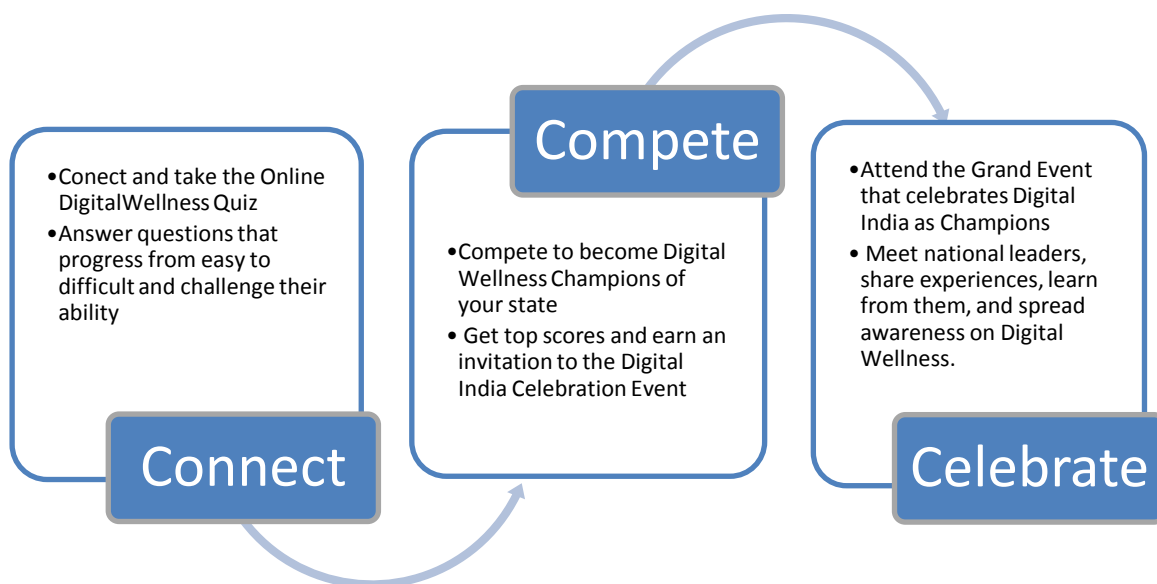 •Conect and take the Online
DigitalWellness Quiz
•Answer questions that
progress from easy to
difficult and challenge their
ability
Connect
Compete
•Compete to become Digital
Wellness Champions of
your state
• Get top scores and earn an
invitation to the Digital
India Celebration Event
•Attend the Grand Event
that celebrates Digital
India as Champions
• Meet national leaders,
share experiences, learn
from them, and spread
awareness on Digital
Wellness.
Celebrate